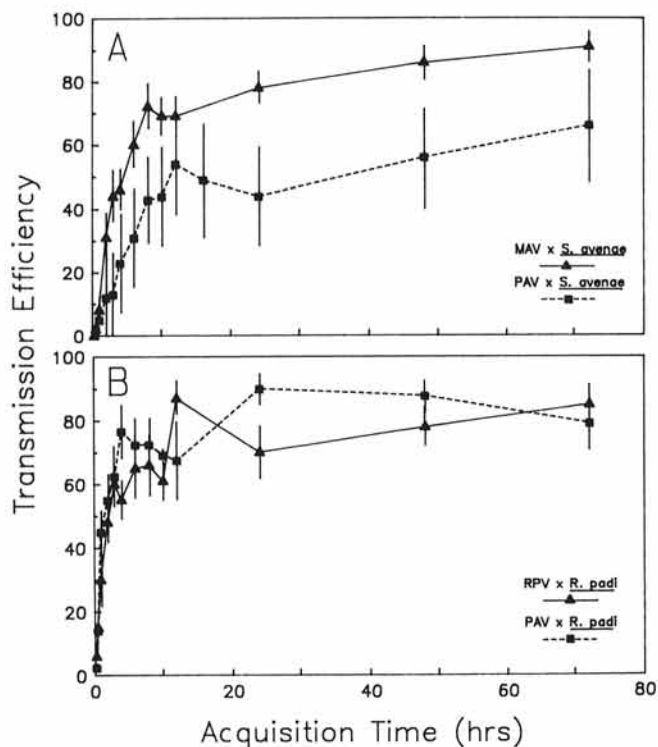 Transmission Efficiency
A
100
80
60
40
20
0
MAV x S. avenae
PAV x S. avenae
B
100
80
60
40
20
0
RPV x R. padi
PAV x R. padi
0 20 40 60 80
Acquisition Time (hrs)